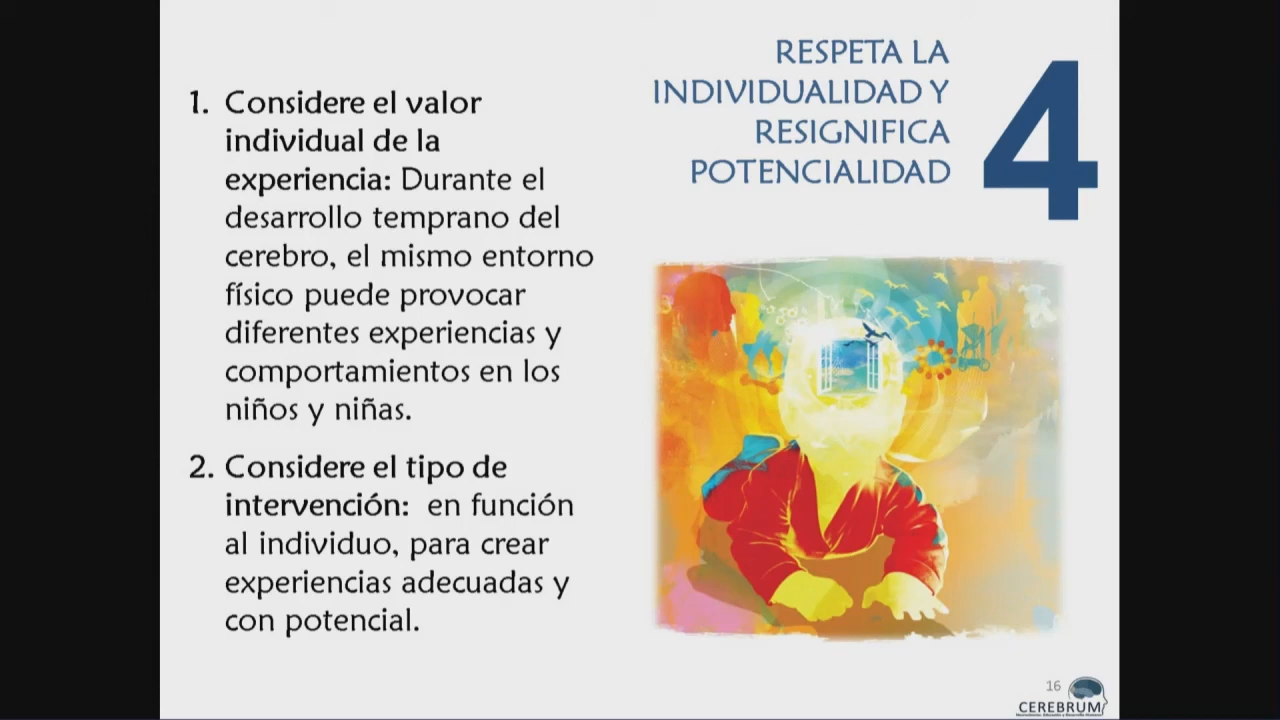 RESPETA LA
INDIVIDUALIDAD Y
RESIGNIFICA
POTENCIALIDAD
4
1. Considere el valor
individual de la
experiencia: Durante el
desarrollo temprano del
cerebro, el mismo entorno
físico puede provocar
diferentes experiencias y
comportamientos en los
niños y niñas.
2. Considere el tipo de
intervención: en función
al individuo, para crear
experiencias adecuadas y
con potencial.
16
CEREBRUM